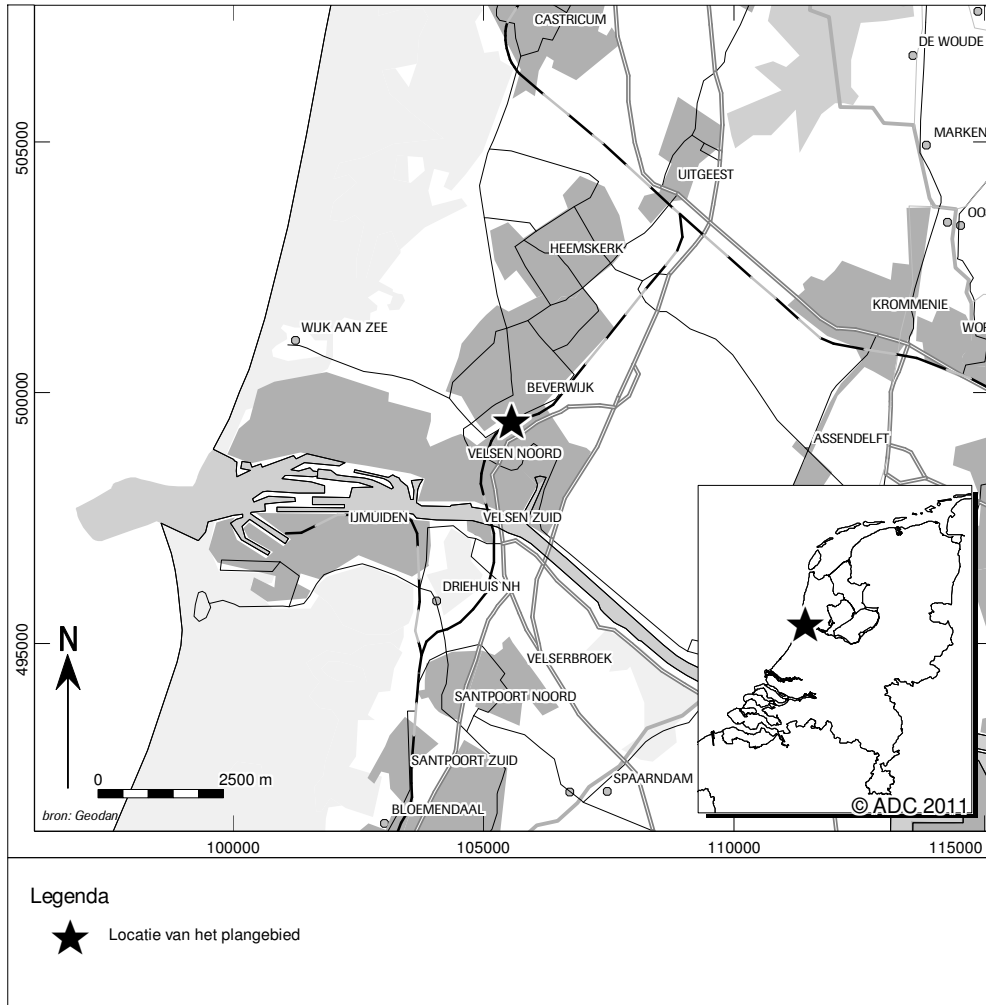 CASTRICUM
DE WOUDE
505000
MARKEN
UITGEEST
OOS
HEEMSKERK
KROMMENIE
WIJK AAN ZEE
WOR
500000
BEVERWIJK
ASSENDELFT
VELSEN NOORD
IJMUIDEN
VELSEN ZUID
DRIEHUIS NH
495000
N
VELSERBROEK
SANTPOORT NOORD
SANTPOORT ZUID
0 2500 m
SPAARNDAM
bron: Geodan
BLOEMENDAAL
© ADC 2011
100000 105000 110000 115000
Legenda
Locatie van het plangebied